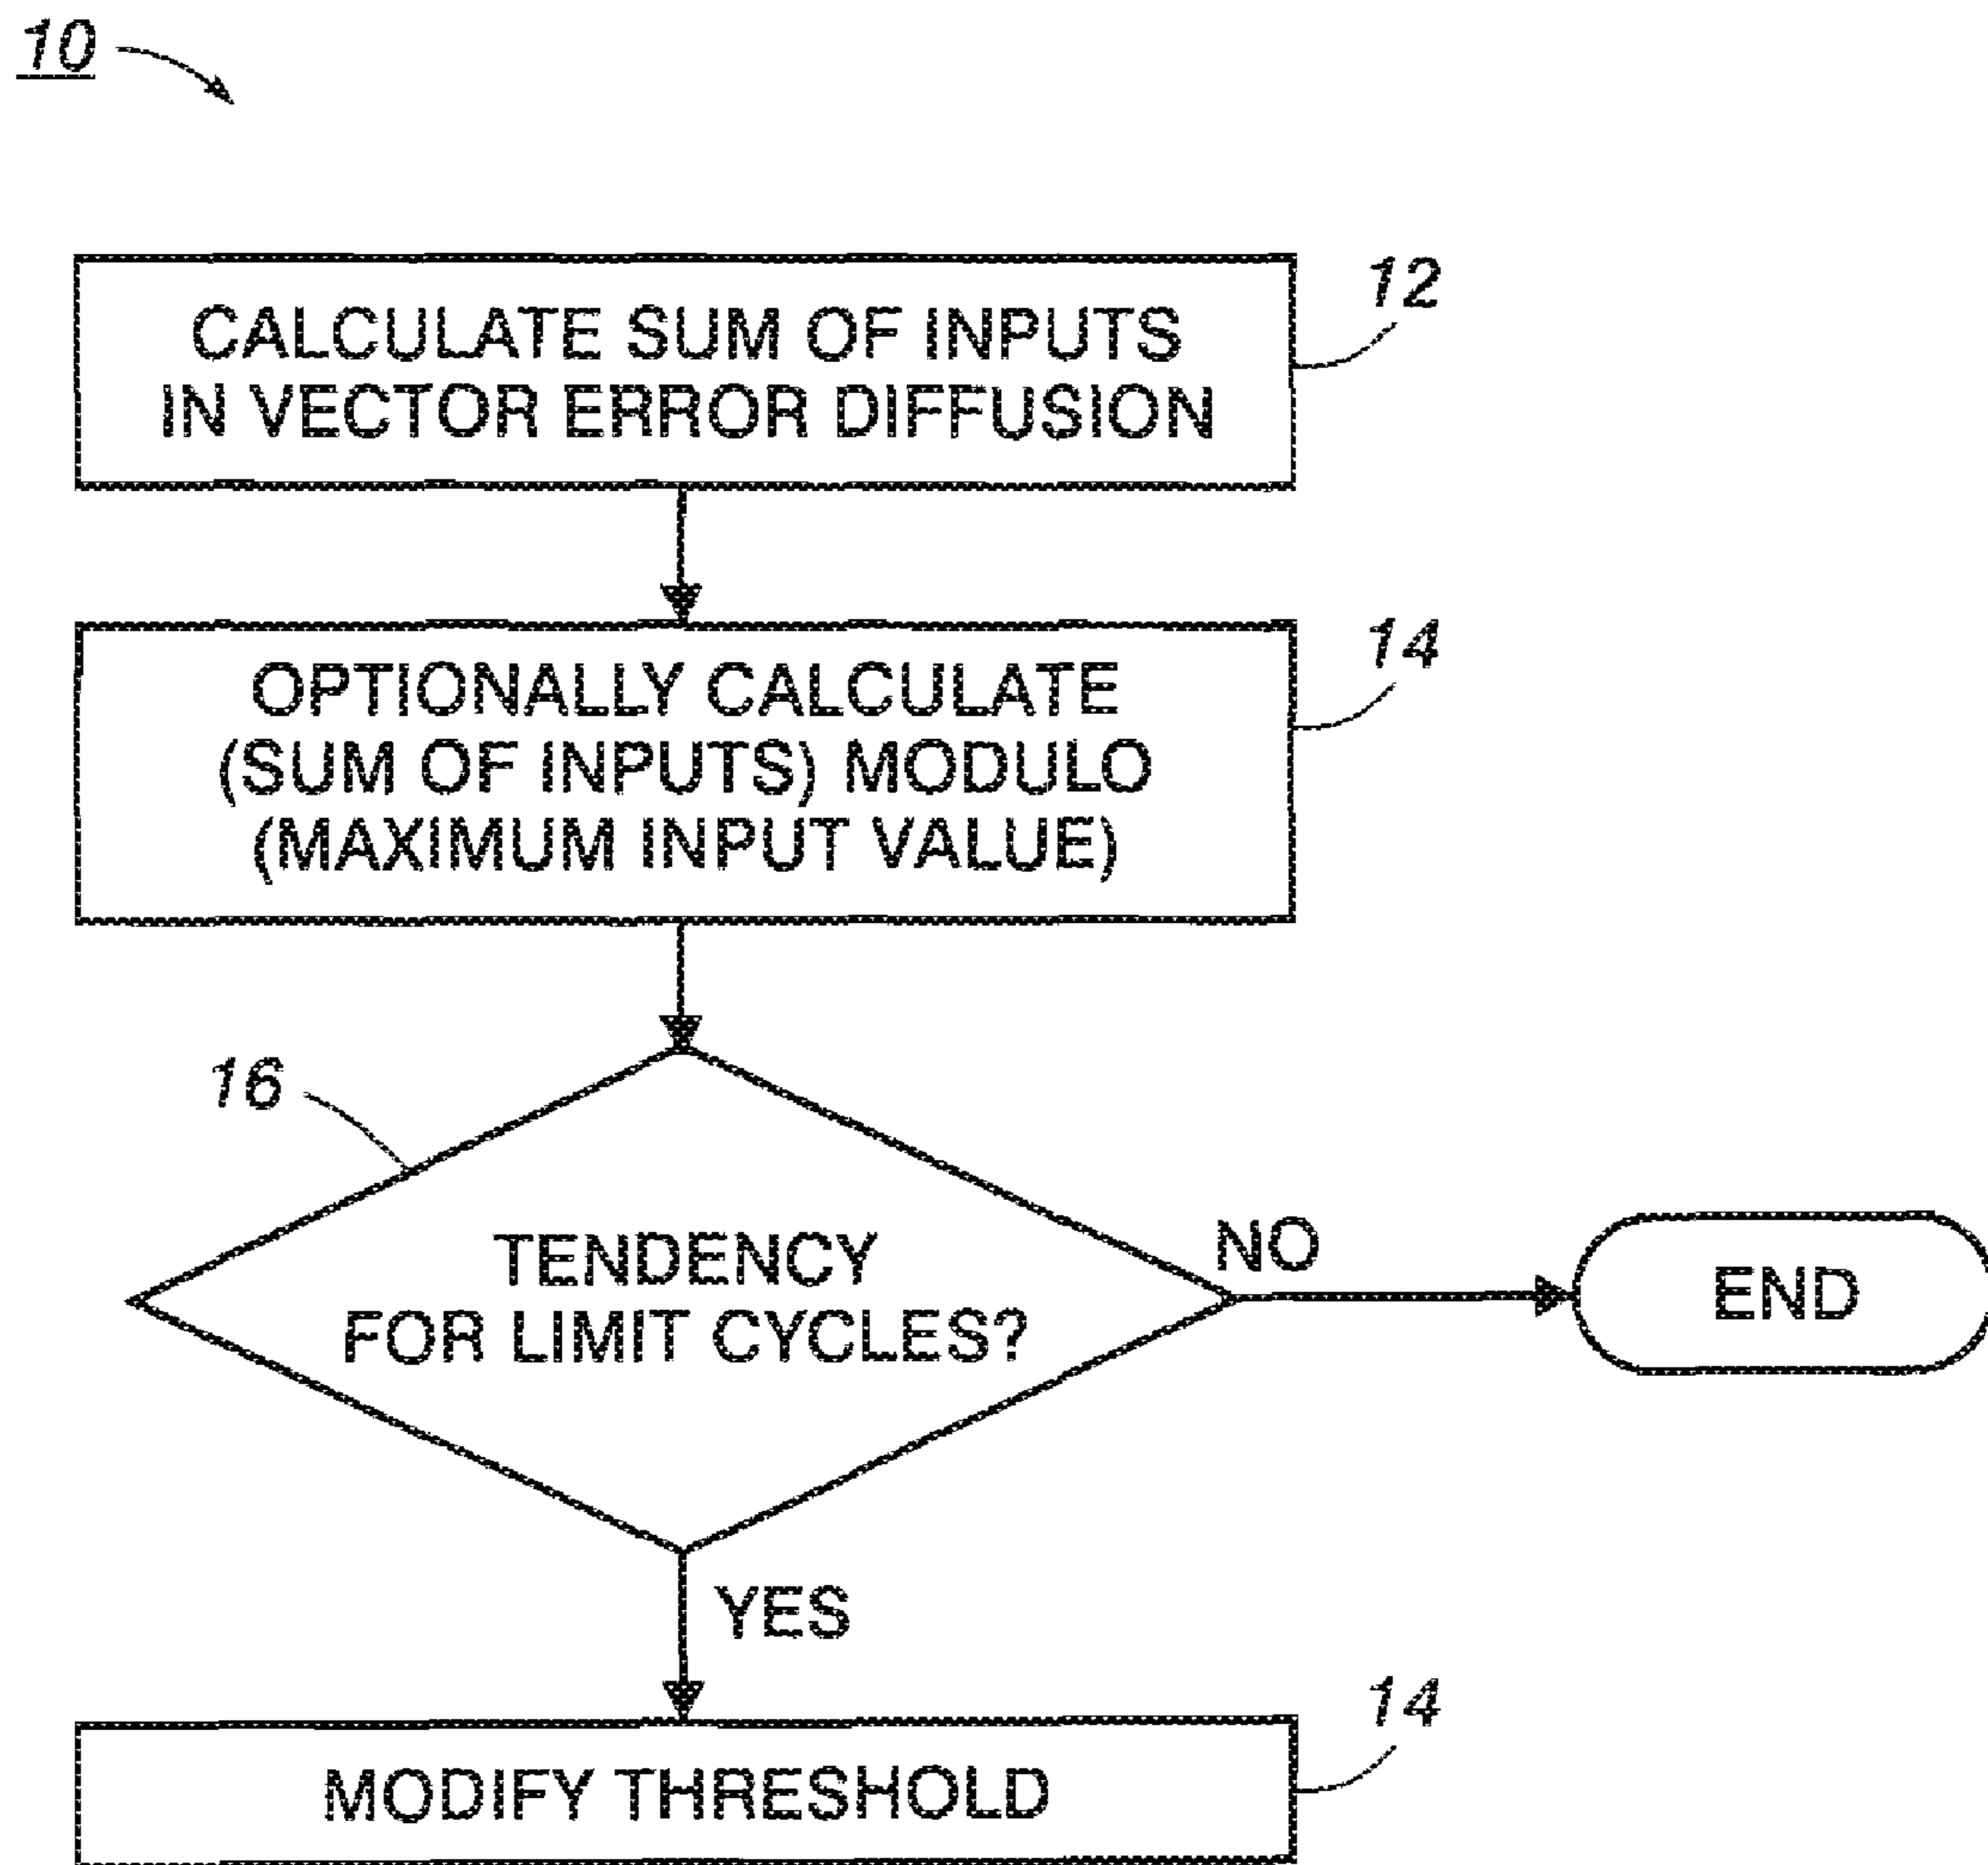 10
CALCULATE SUM OF INPUTS
IN VECTOR ERROR DIFFUSION
12
OPTIONALLY CALCULATE
(SUM OF INPUTS) MODULO
(MAXIMUM INPUT VALUE)
14
16
TENDENCY
FOR LIMIT CYCLES?
NO
END
YES
MODIFY THRESHOLD
14